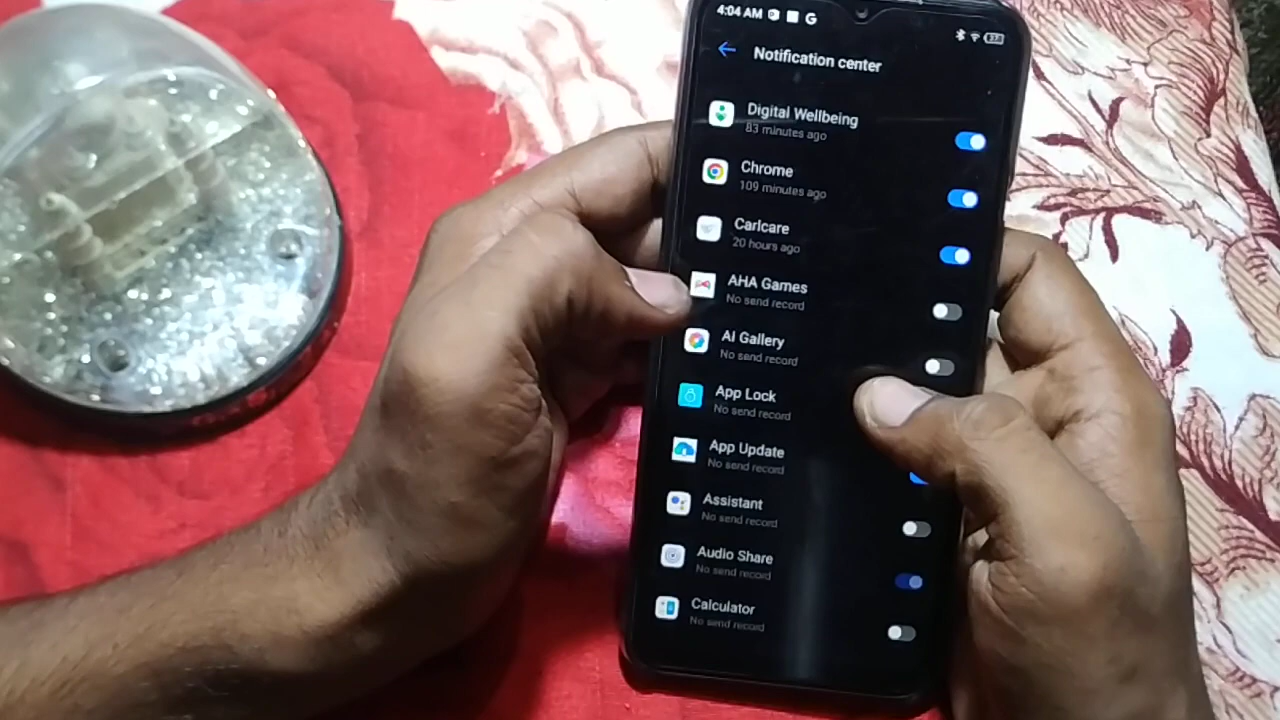 4:04 AM
Notification center
Digital Wellbeing
83 minutes ago
Chrome
109 minutes ago
Carlcare
20 hours ago
AHA Games
No send record
AI Gallery
No send record
App Lock
No send record
App Update
No send record
Assistant
No send record
Audio Share
No send record
Calculator
No send record